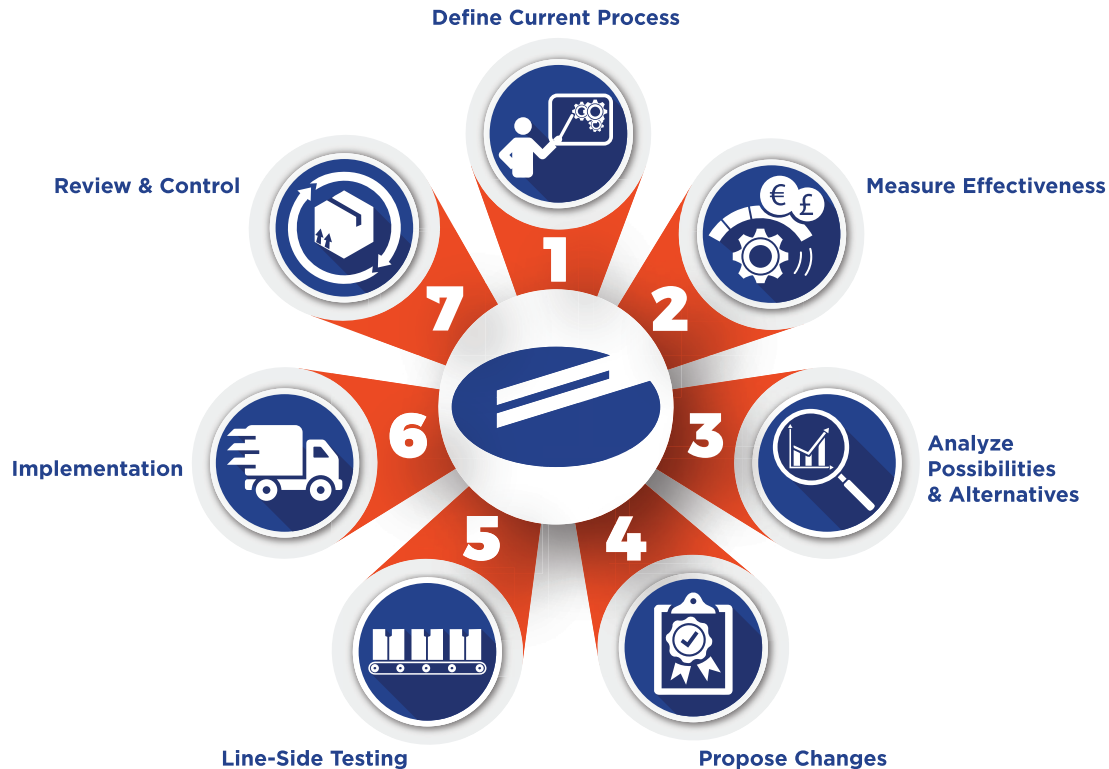 Define Current Process
1
Measure Effectiveness
€
£
2
Analyze
Possibilities
& Alternatives
3
Propose Changes
4
Line-Side Testing
5
Implementation
6
Review & Control
7